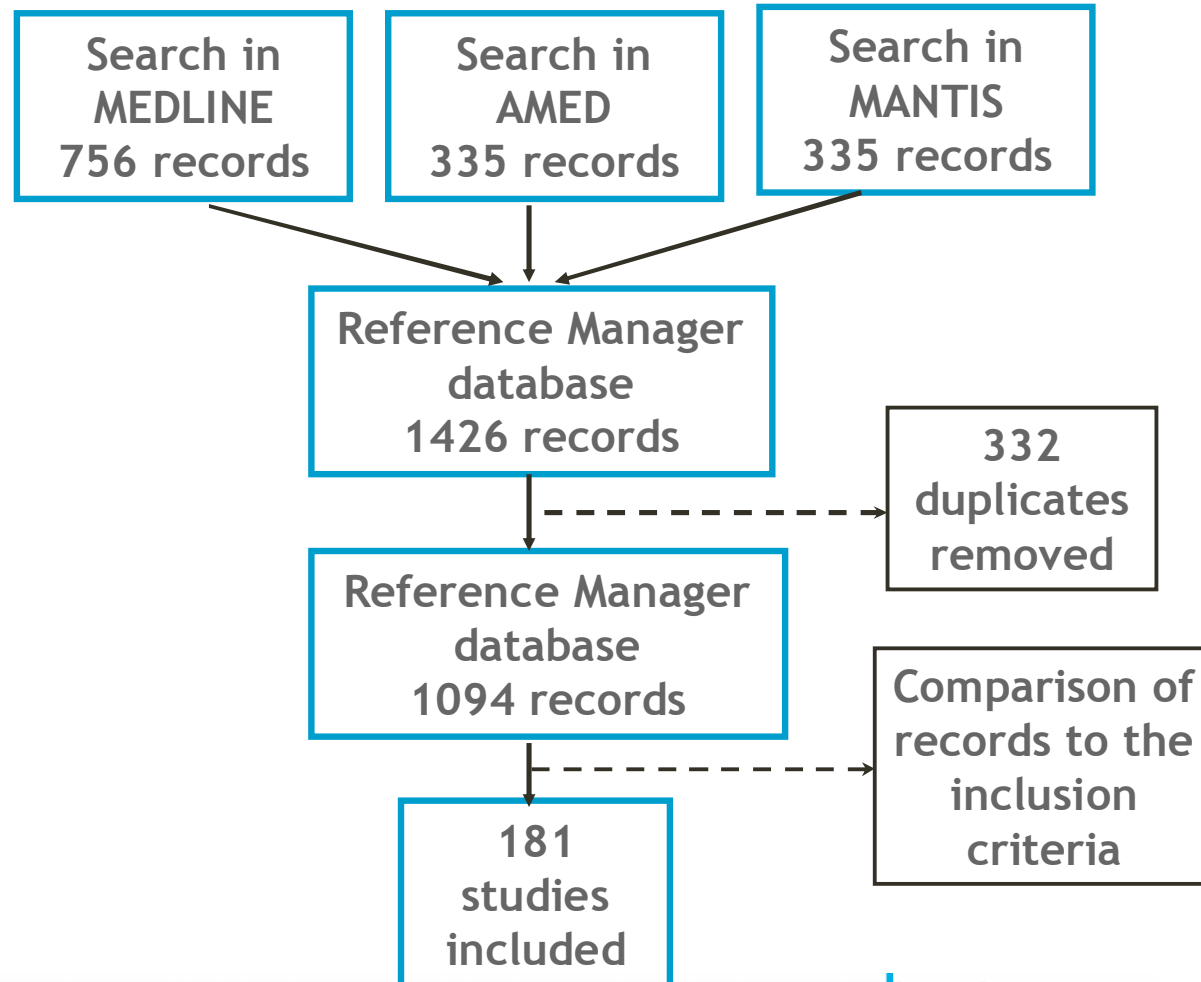 Search in
MEDLINE
756 records
Search in
AMED
335 records
Search in
MANTIS
335 records
Reference Manager
database
1426 records
332
duplicates
removed
Reference Manager
database
1094 records
Comparison of
records to the
inclusion
criteria
181
studies
included